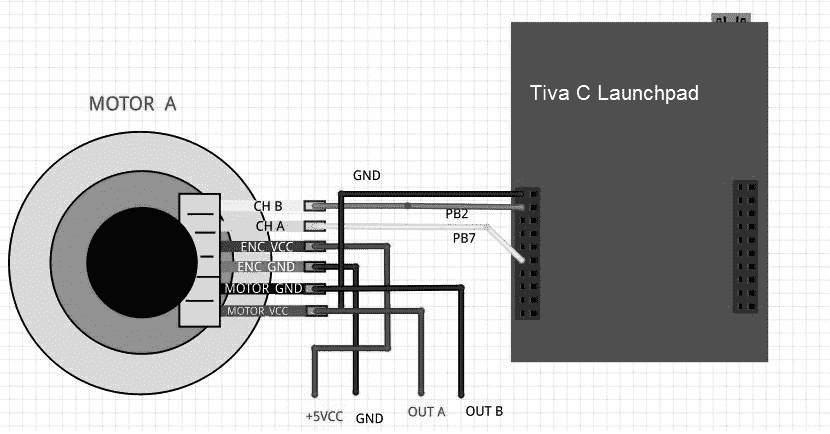 Tiva C Launchpad
MOTOR A
GND
CH B
PB2
CH A
PB7
ENC VCC
ENC GND
MOTOR GND
MOTOR VCC
+5VCC
GND
OUT A
OUT B